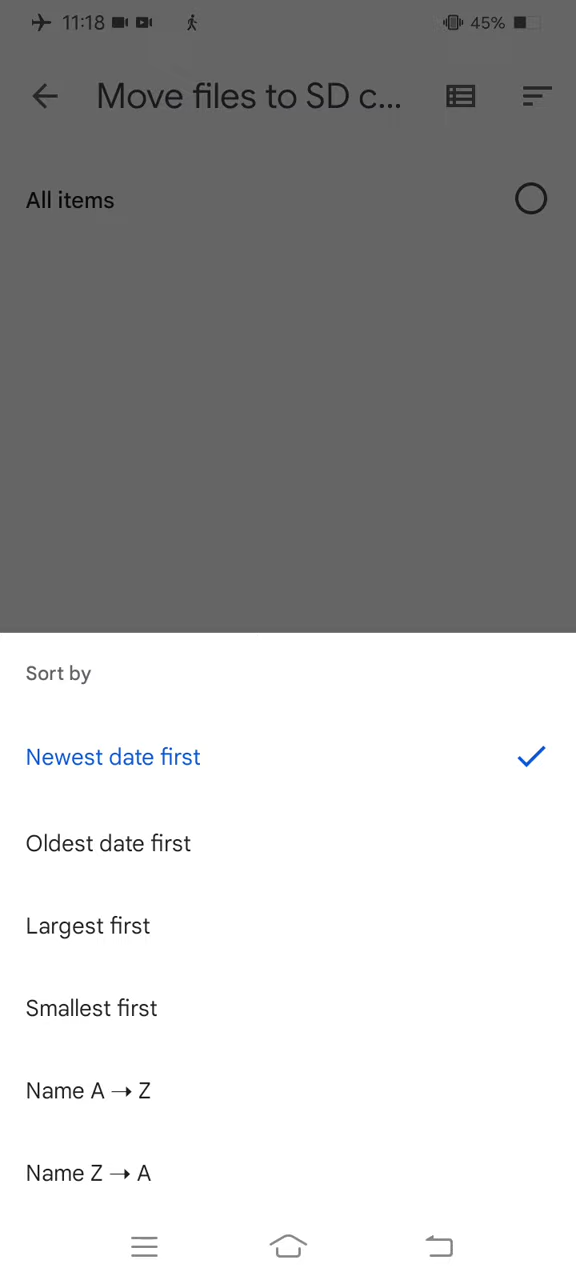 11:18
45%
Move files to SD c...
All items
Sort by
Newest date first
Oldest date first
Largest first
Smallest first
Name A → Z
Name Z → A